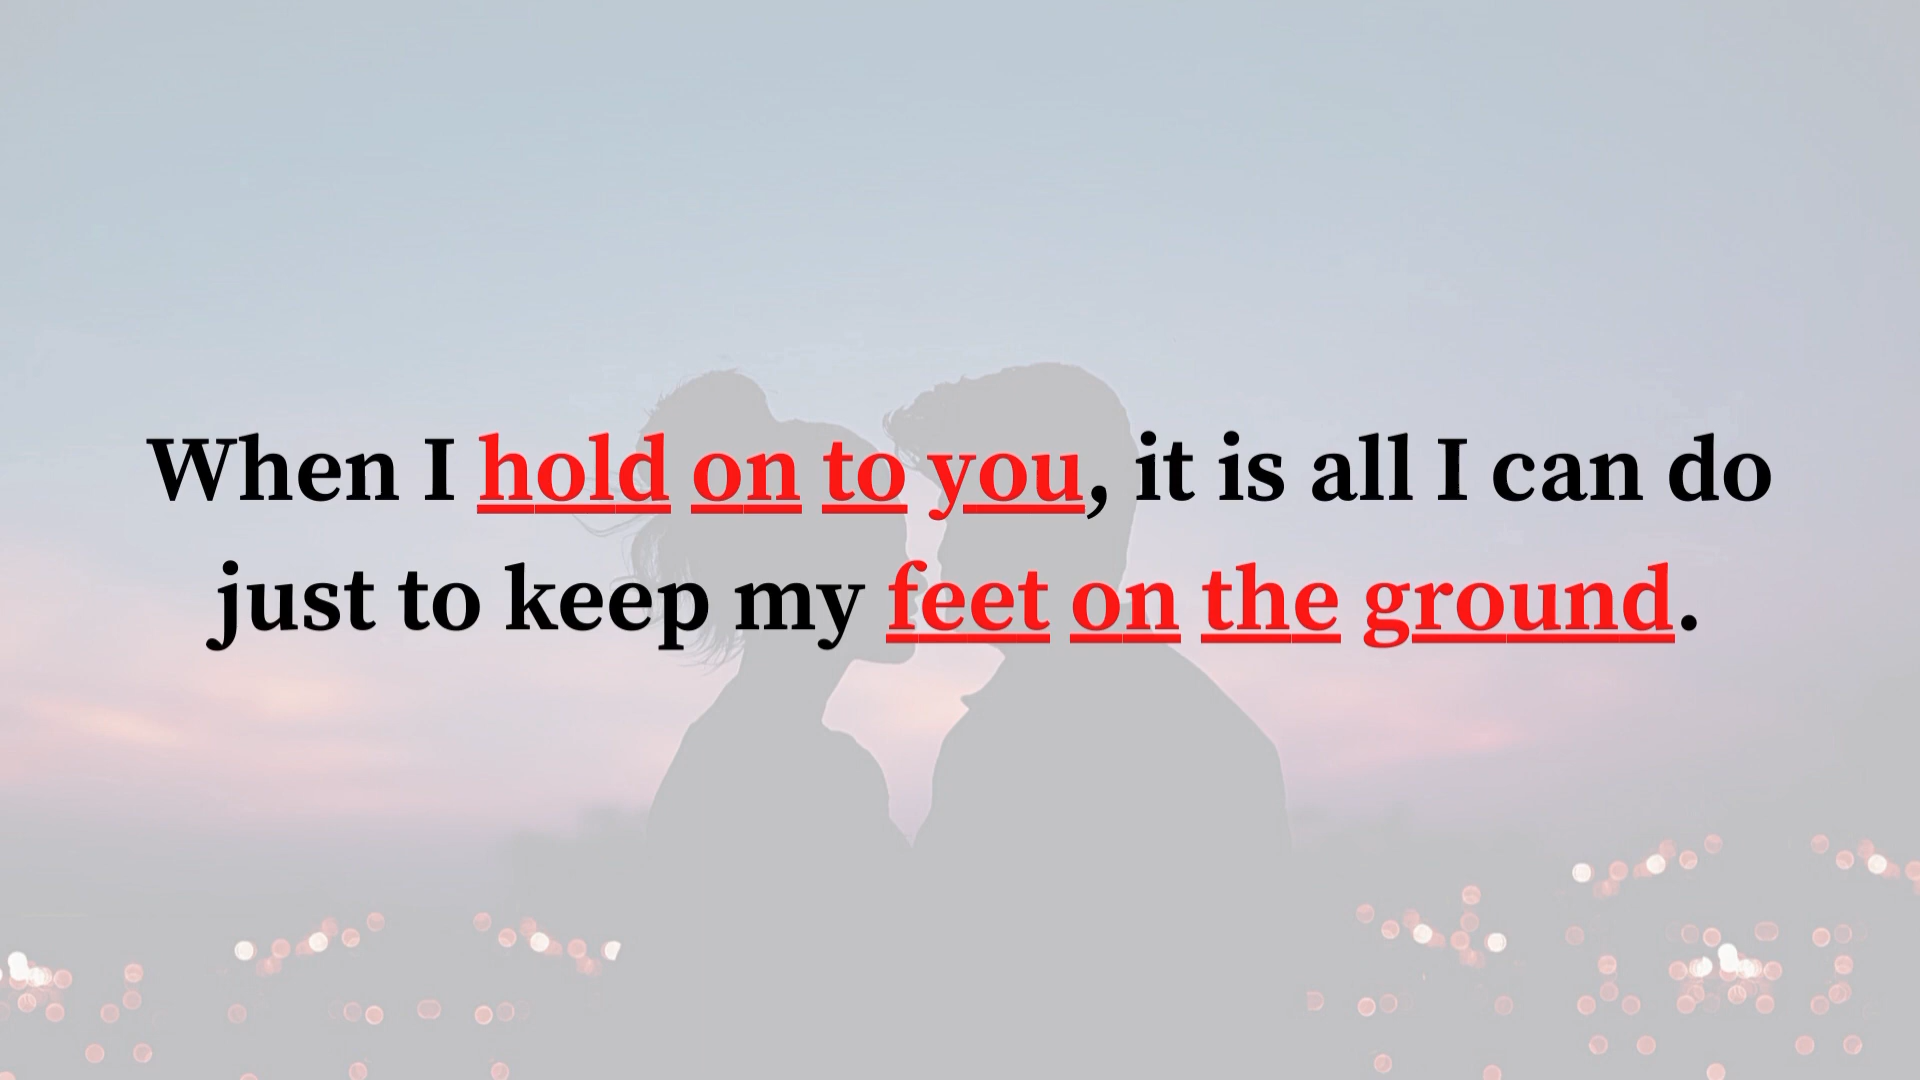 When I hold on to you, it is all I can do
just to keep my feet on the ground.